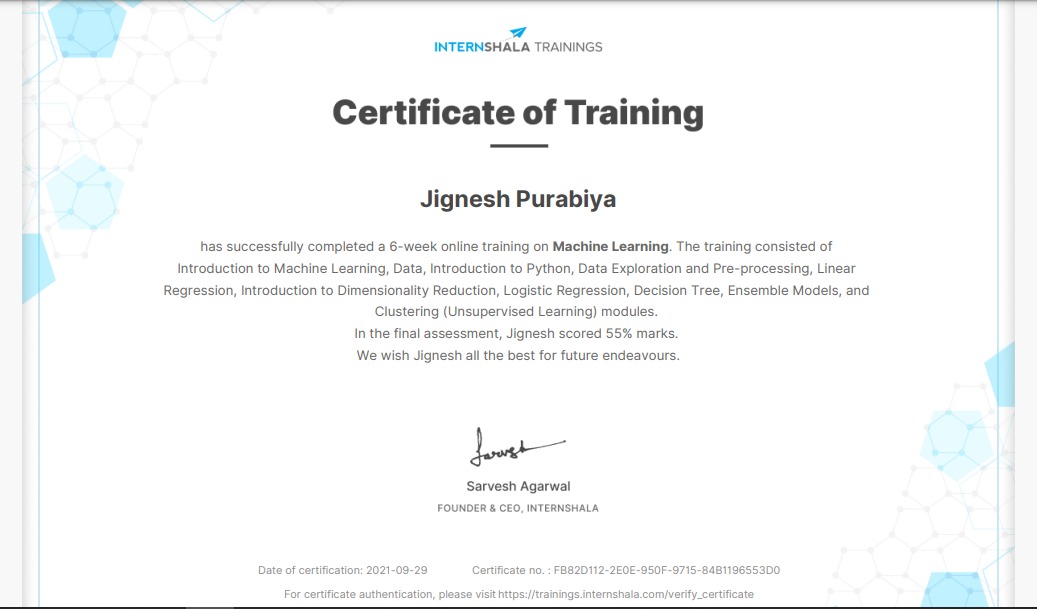 INTERNSHALA TRAININGS
Certificate of Training
Jignesh Purabiya
has successfully completed a 6-week online training on Machine Learning. The training consisted of
Introduction to Machine Learning, Data, Introduction to Python, Data Exploration and Pre-processing, Linear
Regression, Introduction to Dimensionality Reduction, Logistic Regression, Decision Tree, Ensemble Models, and
Clustering (Unsupervised Learning) modules.
In the final assessment, Jignesh scored 55% marks.
We wish Jignesh all the best for future endeavours.
Sarvesh
Sarvesh Agarwal
FOUNDER & CEO, INTERNSHALA
Date of certification: 2021-09-29 Certificate no. : FB82D112-2E0E-950F-9715-84B1196553D0
For certificate authentication, please visit https://trainings.internshala.com/verify_certificate